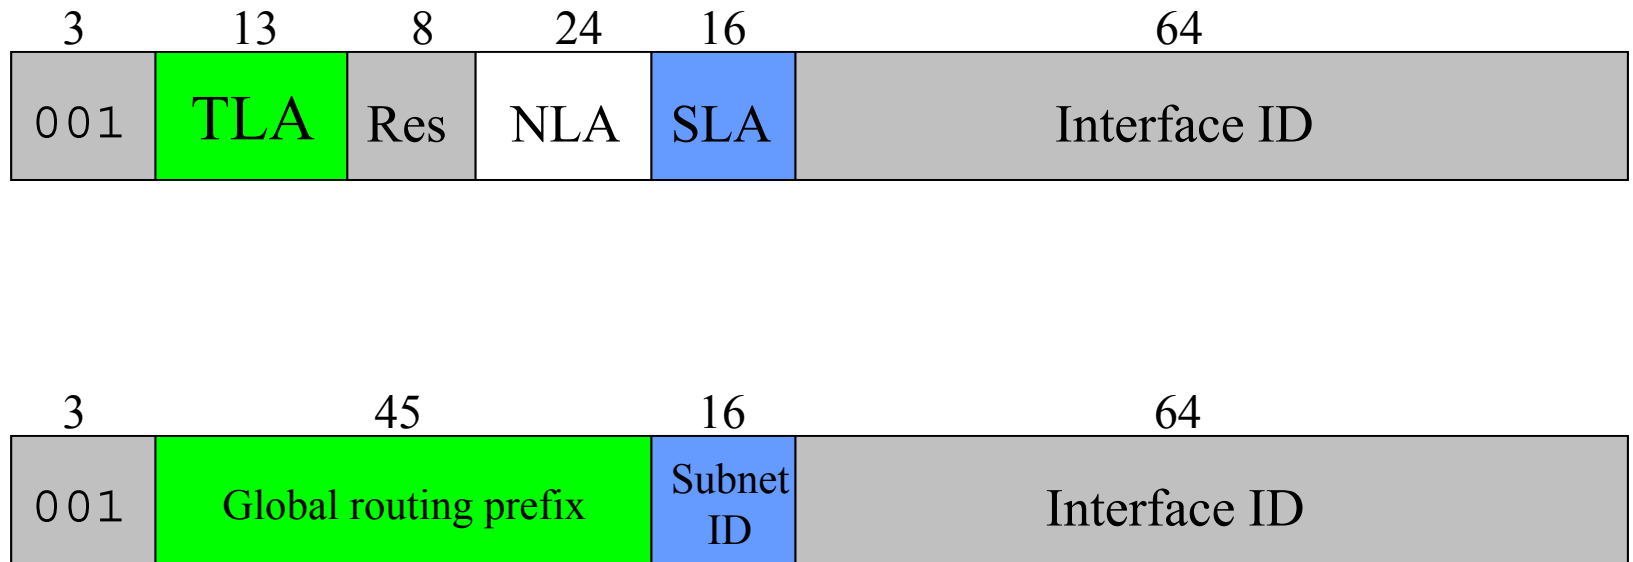 3 13 8 24 16 64
001 TLA Res NLA SLA Interface ID
3 45 16 64
001 Global routing prefix Subnet ID Interface ID